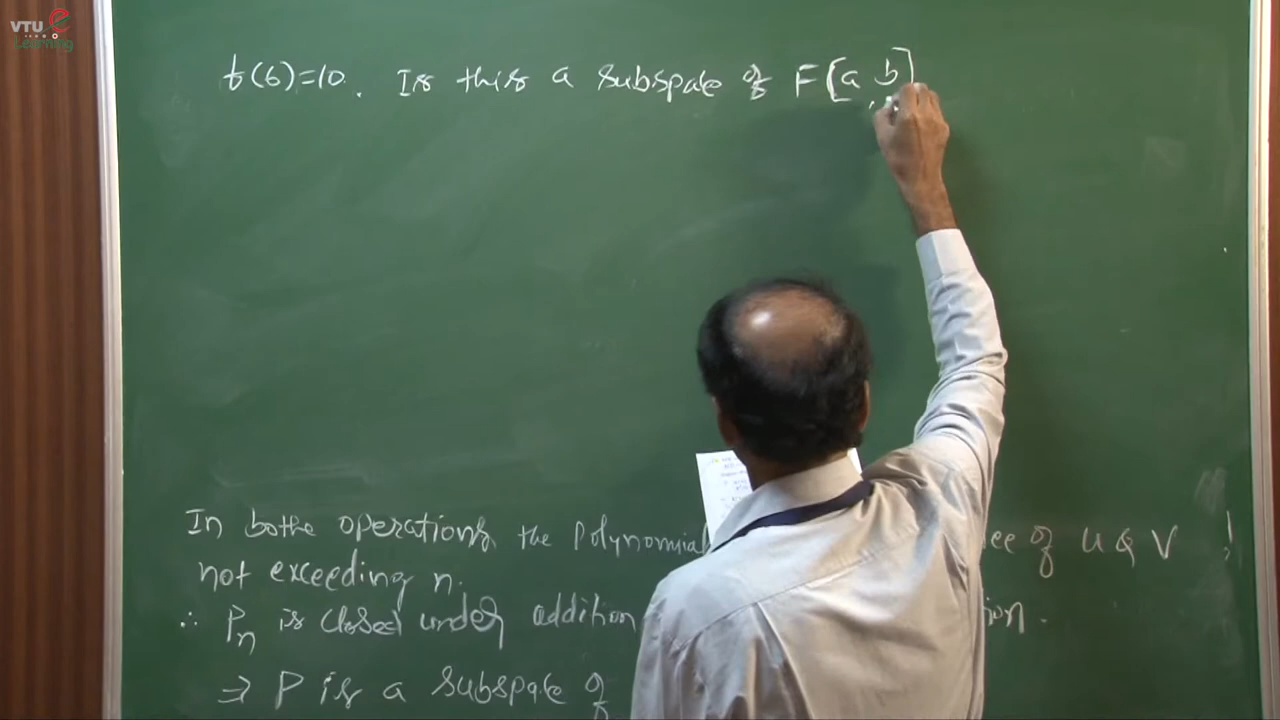 VTU e
Learning
f(6)=10. Is this a subspace of F[a, b]
In bothe operations the polynomial ee of u & v
not exceeding n.
∴ Pn is closed under addition ion.
⇒ P is a subspace of